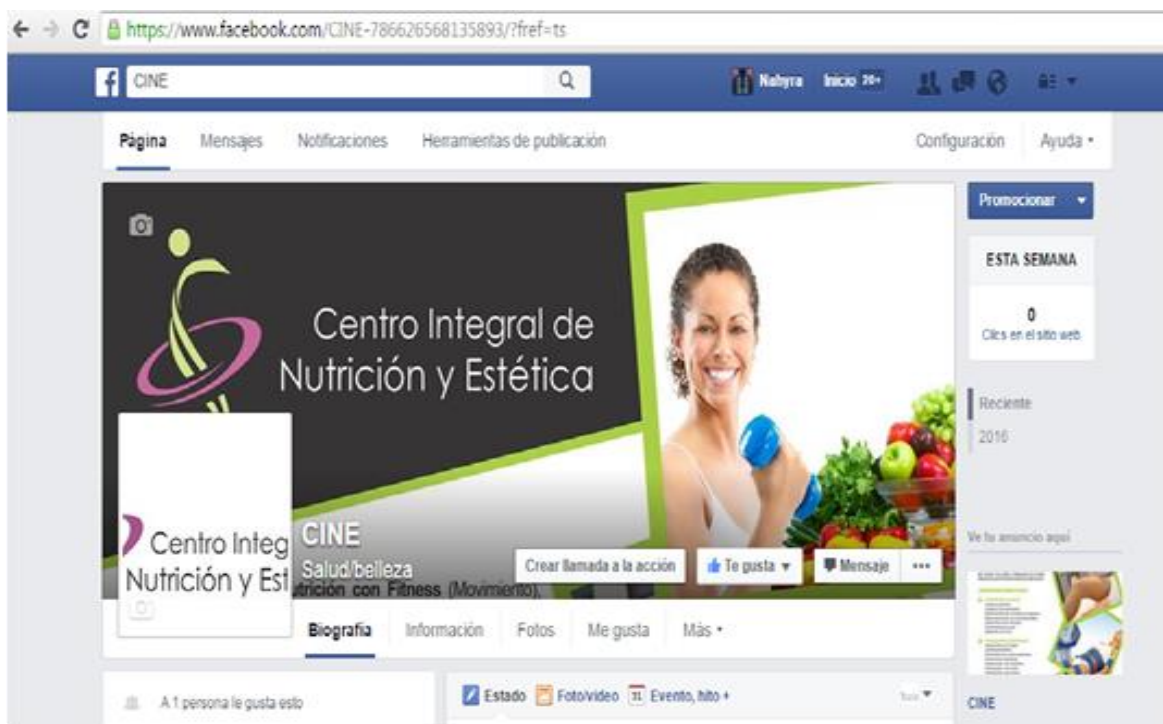 https://www.facebook.com/CINE-786626568135893/?fref=ts
f CINE
Nahyra Inicio 20+
Página Mensajes Notificaciones Herramientas de publicación Configuración Ayuda
Promocionar
ESTA SEMANA
0
Clics en el sitio web
Reciente
2016
Centro Integral de
Nutrición y Estética
Centro Integ
Nutrición y Est
CINE
Salud/belleza
utrición con Fitness (Movimiento).
Crear llamada a la acción Te gusta Mensaje
Ve tu anuncio aquí
Biografía Información Fotos Me gusta Más
A 1 persona le gusta esto
Estado Foto/video 31 Evento, hito +
CINE